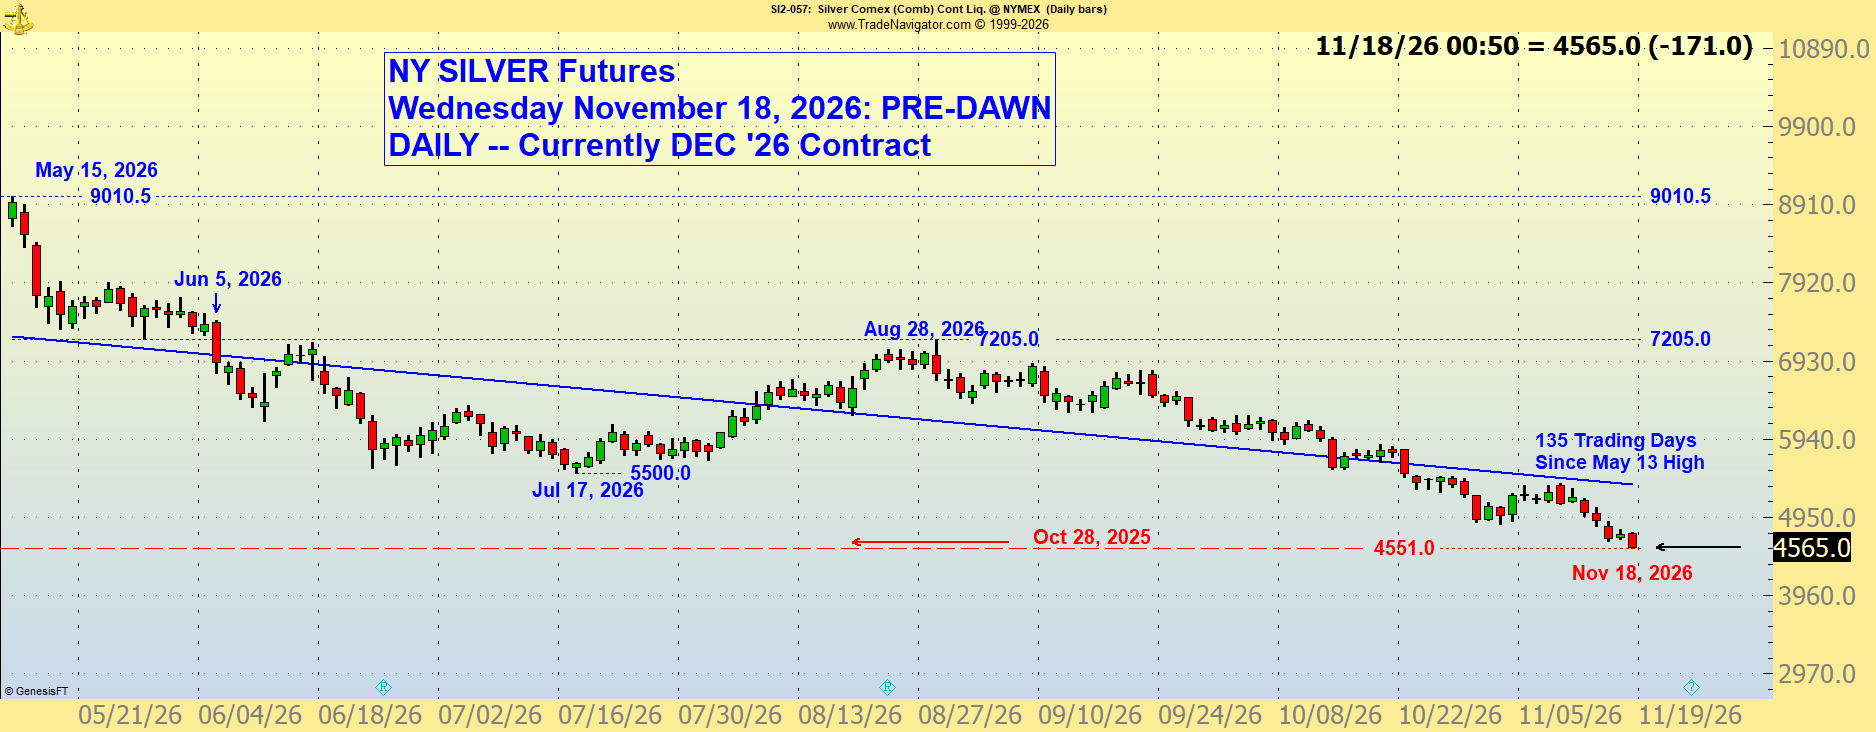 SI2-057: Silver Comex (Comb) Cont Liq. @ NYMEX (Daily bars)
www.TradeNavigator.com © 1999-2026
11/18/26 00:50 = 4565.0 (-171.0)
NY SILVER Futures
Wednesday November 18, 2026: PRE-DAWN
DAILY -- Currently DEC '26 Contract
May 15, 2026
9010.5
9010.5
Jun 5, 2026
Aug 28, 2026
7205.0
7205.0
135 Trading Days
Since May 13 High
5500.0
Jul 17, 2026
Oct 28, 2025
4551.0
Nov 18, 2026
10890.0
9900.0
8910.0
7920.0
6930.0
5940.0
4950.0
4565.0
3960.0
2970.0
R
R
?
© GenesisFT
05/21/26 06/04/26 06/18/26 07/02/26 07/16/26 07/30/26 08/13/26 08/27/26 09/10/26 09/24/26 10/08/26 10/22/26 11/05/26 11/19/26